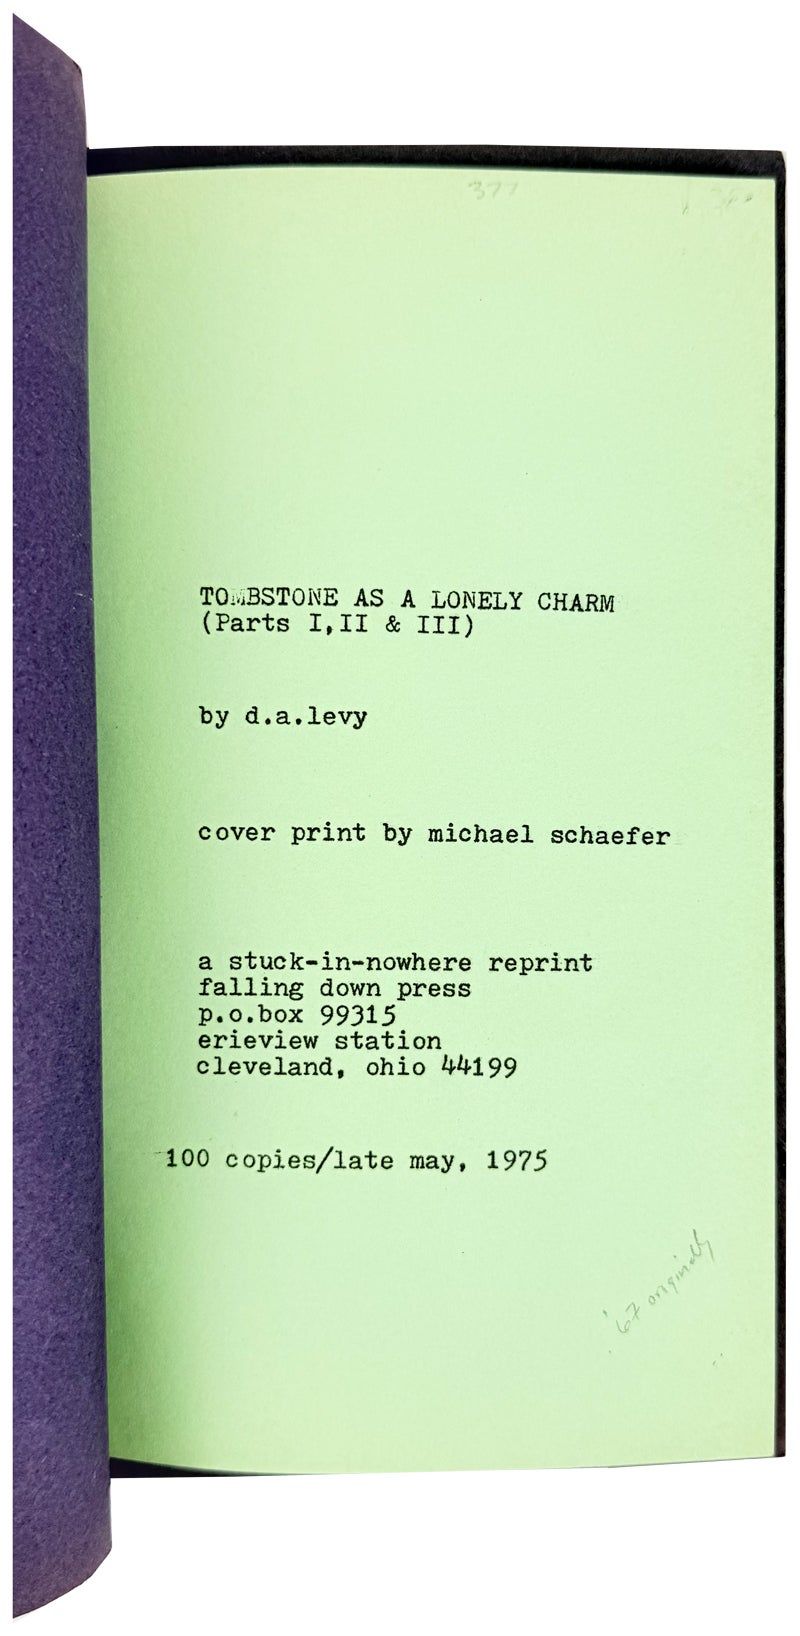 377
TOMBSTONE AS A LONELY CHARM
(Parts I,II & III)
by d.a.levy
cover print by michael schaefer
a stuck-in-nowhere reprint
falling down press
p.o.box 99315
erieview station
cleveland, ohio 44199
100 copies/late may, 1975
'67 originally